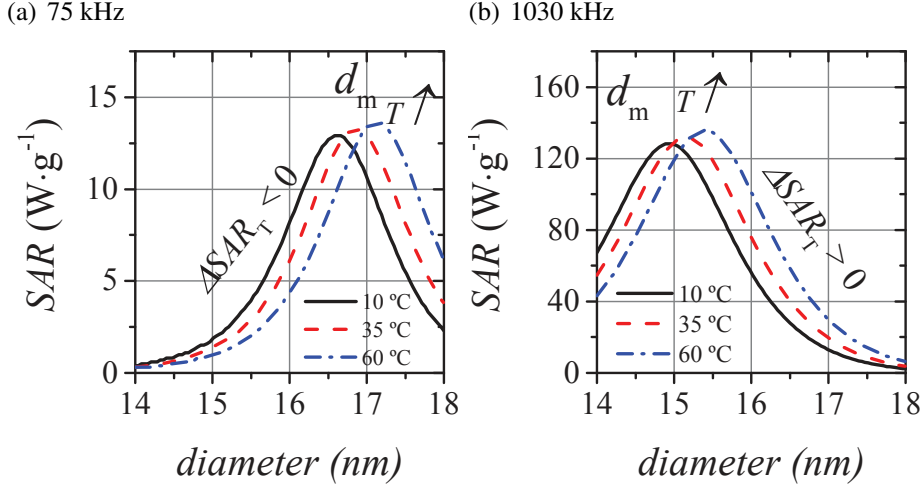 (a) 75 kHz
(b) 1030 kHz
SAR (W·g⁻¹)
15
10
5
0
14 15 16 17 18
diameter (nm)
dₘ T
ΔSAR_T < 0
10 ºC
35 ºC
60 ºC
SAR (W·g⁻¹)
160
120
80
40
0
14 15 16 17 18
diameter (nm)
dₘ T
ΔSAR_T > 0
10 ºC
35 ºC
60 ºC